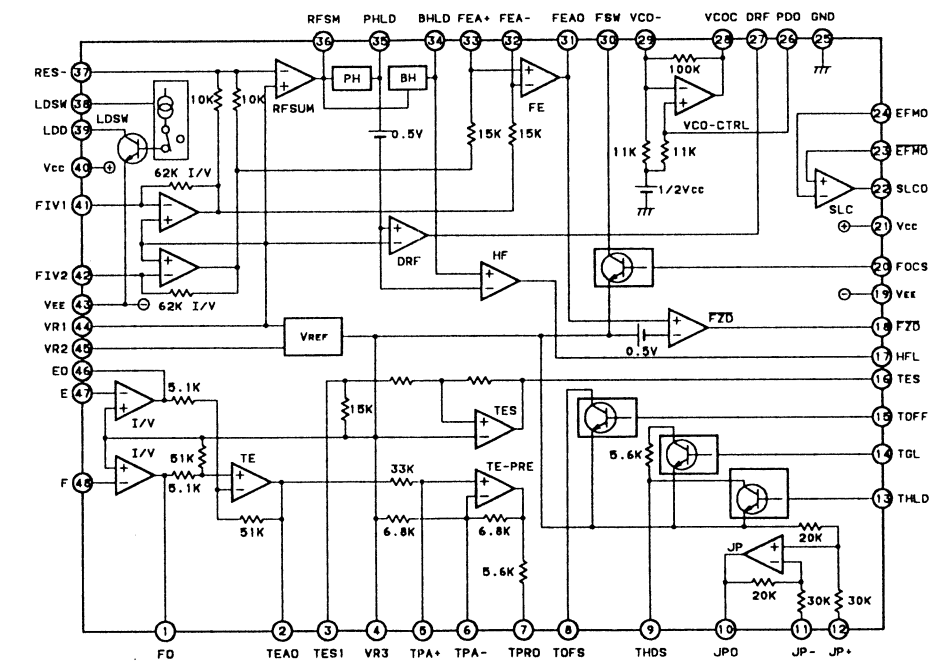 RFSM PHLD BHLD FEA+ FEA- FEAO FSW VCO- VCOC DRF PDO GND
36 35 34 33 32 31 30 29 28 27 26 25
RES- 37
LDSW 38
LDD 39
Vcc 40
FIV1 41
FIV2 42
VEE 43
VR1 44
VR2 45
EO 46
E 47
F 48
LDSW
10K
10K
RFSUM
PH
BH
0.5V
FE
15K
15K
100K
VCO-CTRL
11K
11K
1/2Vcc
62K I/V
62K I/V
DRF
HF
SLC
VREF
FZD
0.5V
24 EFMO
23 EFMO
22 SLCO
21 Vcc
20 FOCS
19 VEE
18 FZD
17 HFL
16 TES
15 TOFF
14 TGL
13 THLD
5.1K
I/V
I/V
51K
5.1K
TE
51K
15K
TES
33K
TE-PRE
6.8K
6.8K
5.6K
5.6K
20K
JP
20K
30K
30K
1 2 3 4 5 6 7 8 9 10 11 12
FO TEAO TESI VR3 TPA+ TPA- TPRO TOFS THDS JPO JP- JP+